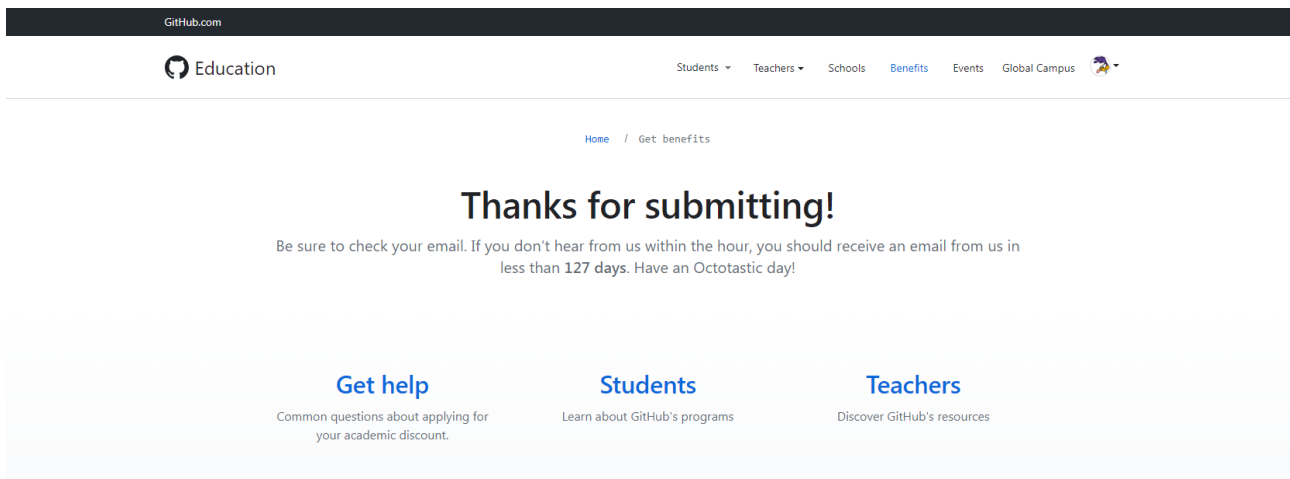 GitHub.com
Education
Students Teachers Schools Benefits Events Global Campus
Home / Get benefits
Thanks for submitting!
Be sure to check your email. If you don't hear from us within the hour, you should receive an email from us in
less than 127 days. Have an Octotastic day!
Get help
Common questions about applying for
your academic discount.
Students
Learn about GitHub's programs
Teachers
Discover GitHub's resources